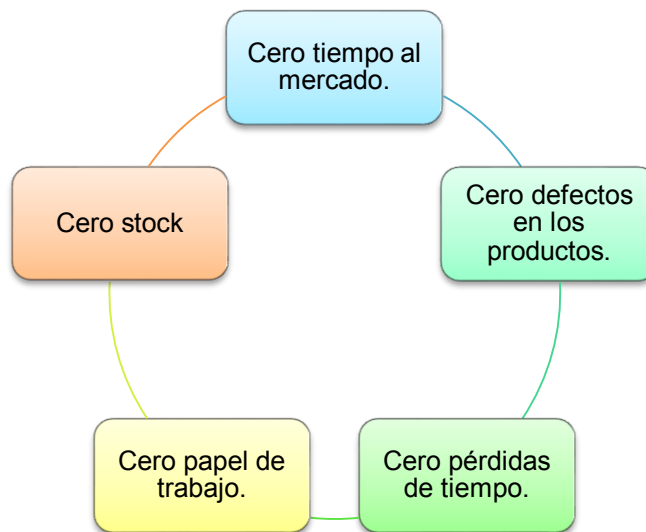 Cero tiempo al
mercado.
Cero defectos
en los
productos.
Cero pérdidas
de tiempo.
Cero papel de
trabajo.
Cero stock